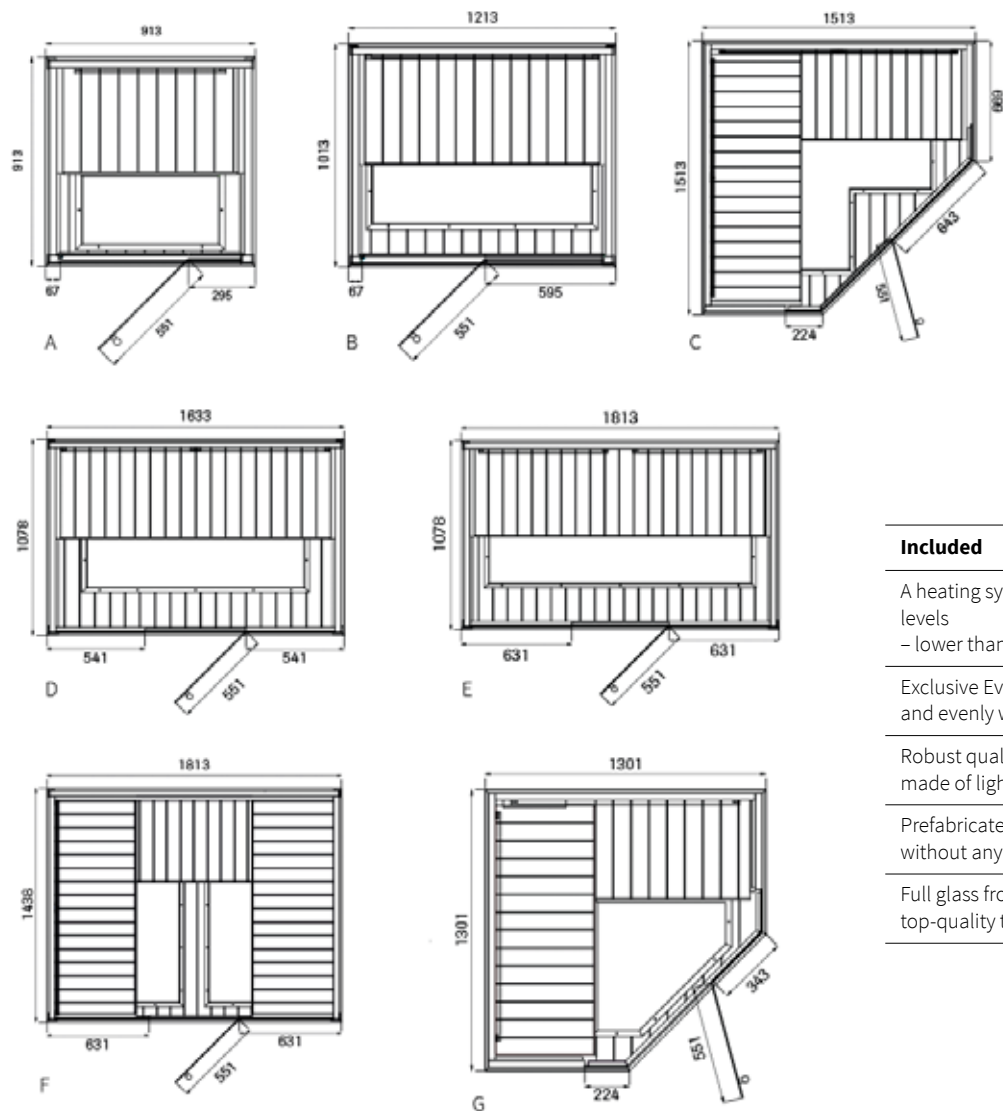 913
913
67
295
551
A
1213
1013
67
595
551
B
1513
669
1513
643
551
224
C
1633
1078
541
541
551
D
1813
1078
631
631
551
E
Included
A heating sy
levels
– lower than
Exclusive Ev
and evenly w
Robust qual
made of ligh
Prefabricate
without any
Full glass fro
top-quality t
1813
1438
631
631
551
F
1301
1301
343
551
224
G